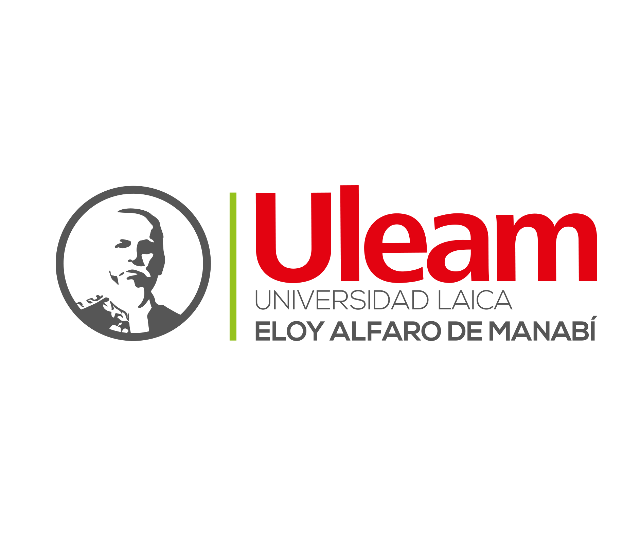 Uleam
UNIVERSIDAD LAICA
ELOY ALFARO DE MANABÍ